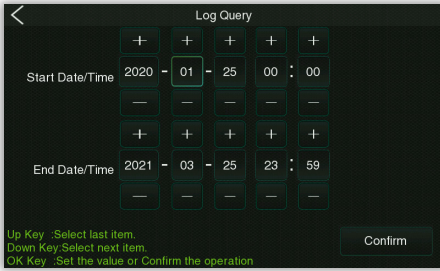 Log Query
+ + + + +
Start Date/Time 2020 - 01 - 25 00 : 00
— — — — —
+ + + + +
End Date/Time 2021 - 03 - 25 23 : 59
— — — — —
Up Key :Select last item.
Down Key:Select next item.
OK Key :Set the value or Confirm the operation
Confirm